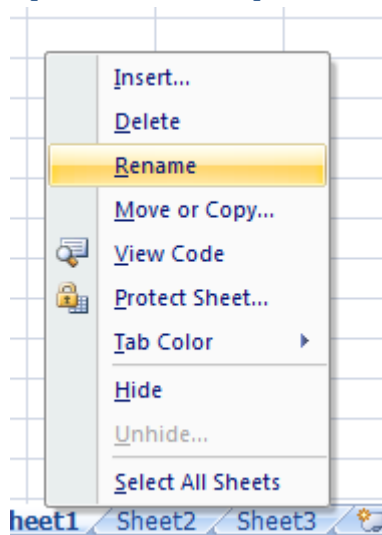 Insert...
Delete
Rename
Move or Copy...
View Code
Protect Sheet...
Tab Color
Hide
Unhide...
Select All Sheets
heet1 Sheet2 Sheet3